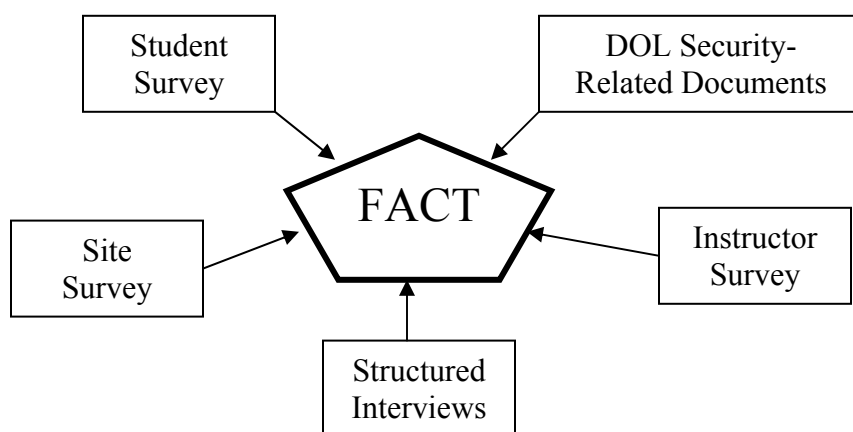 Student
Survey
DOL Security-
Related Documents
FACT
Site
Survey
Instructor
Survey
Structured
Interviews